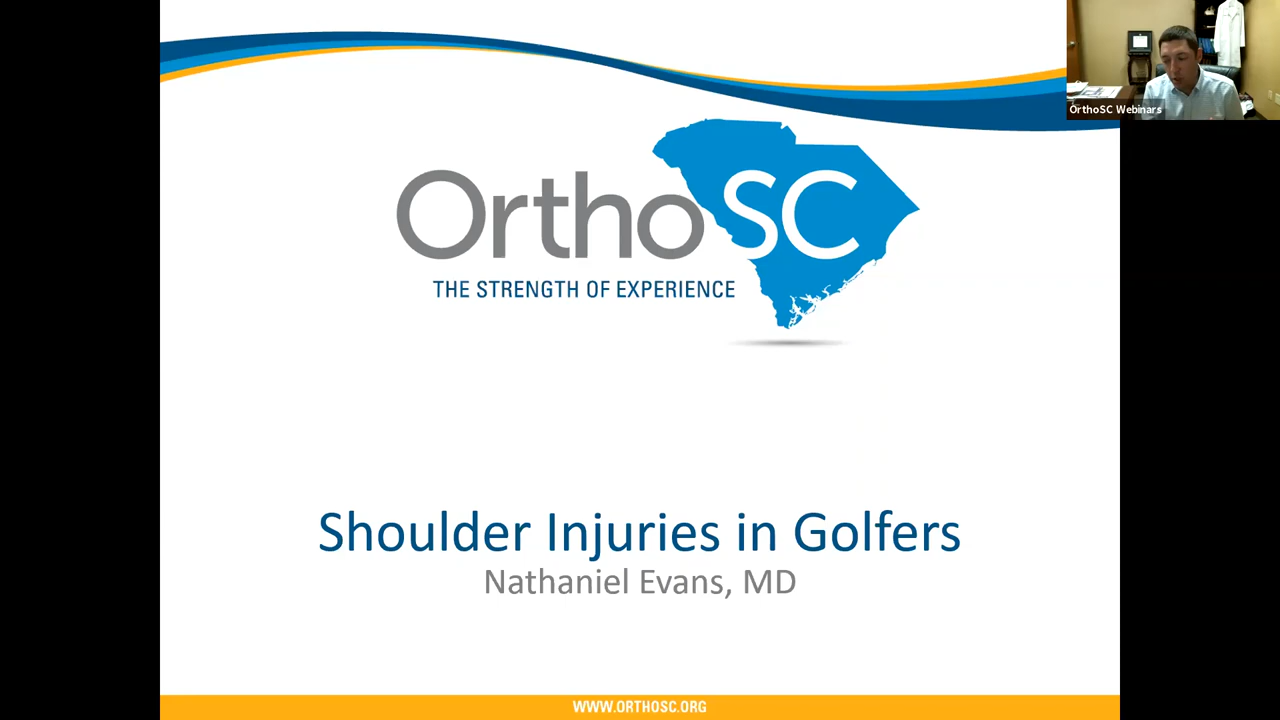 OrthoSC Webinars
OrthoSC
THE STRENGTH OF EXPERIENCE
Shoulder Injuries in Golfers
Nathaniel Evans, MD
WWW.ORTHOSC.ORG